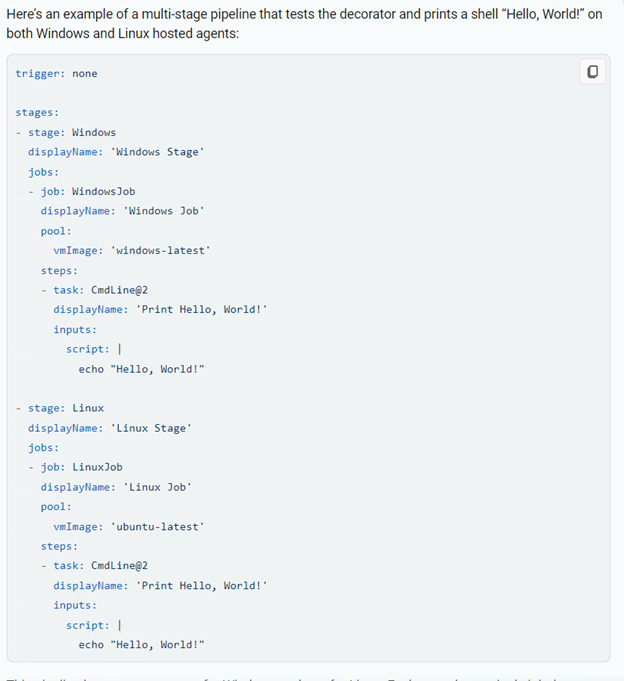 Here's an example of a multi-stage pipeline that tests the decorator and prints a shell “Hello, World!” on
both Windows and Linux hosted agents:
trigger: none
stages:
- stage: Windows
displayName: 'Windows Stage'
jobs:
- job: WindowsJob
displayName: 'Windows Job'
pool:
vmImage: 'windows-latest'
steps:
- task: CmdLine@2
displayName: 'Print Hello, World!'
inputs:
script: |
echo "Hello, World!"
- stage: Linux
displayName: 'Linux Stage'
jobs:
- job: LinuxJob
displayName: 'Linux Job'
pool:
vmImage: 'ubuntu-latest'
steps:
- task: CmdLine@2
displayName: 'Print Hello, World!'
inputs:
script: |
echo "Hello, World!"